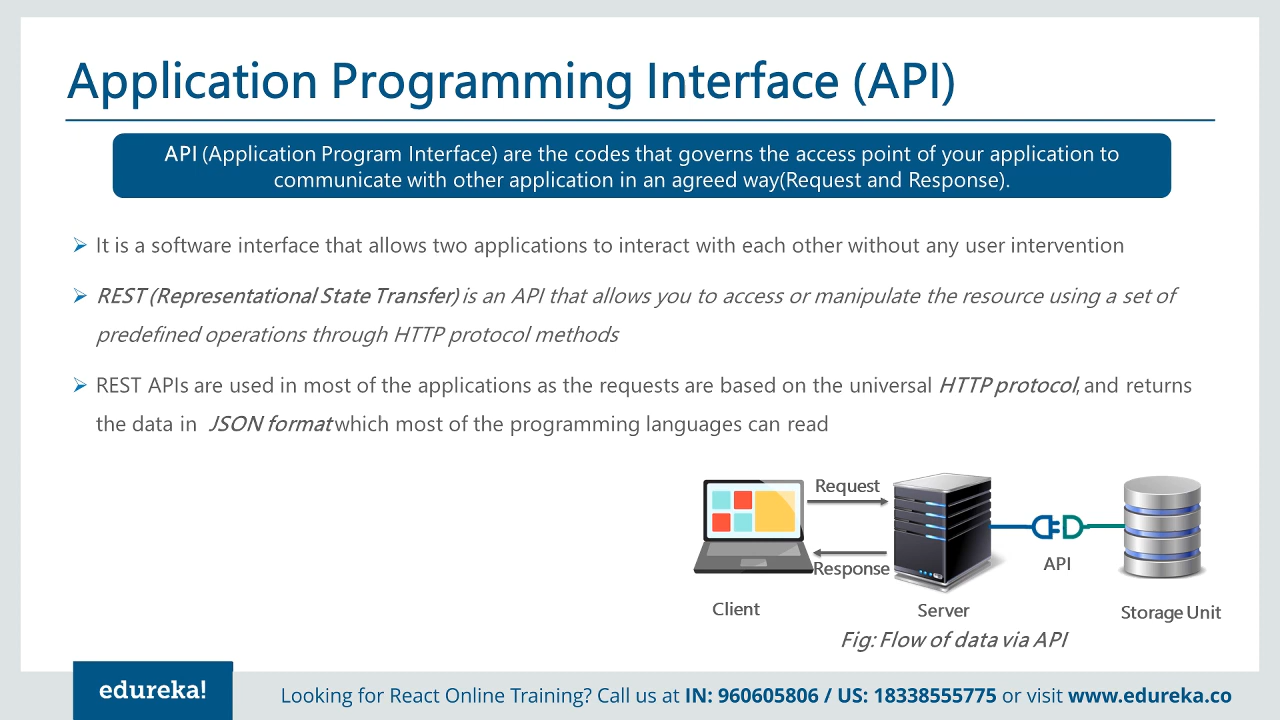 Application Programming Interface (API)
API (Application Program Interface) are the codes that governs the access point of your application to
communicate with other application in an agreed way(Request and Response).
It is a software interface that allows two applications to interact with each other without any user intervention
REST (Representational State Transfer) is an API that allows you to access or manipulate the resource using a set of
predefined operations through HTTP protocol methods
REST APIs are used in most of the applications as the requests are based on the universal HTTP protocol, and returns
the data in JSON format which most of the programming languages can read
Request
Response
API
Client
Server
Storage Unit
Fig: Flow of data via API
edureka!
Looking for React Online Training? Call us at IN: 960605806 / US: 18338555775 or visit www.edureka.co